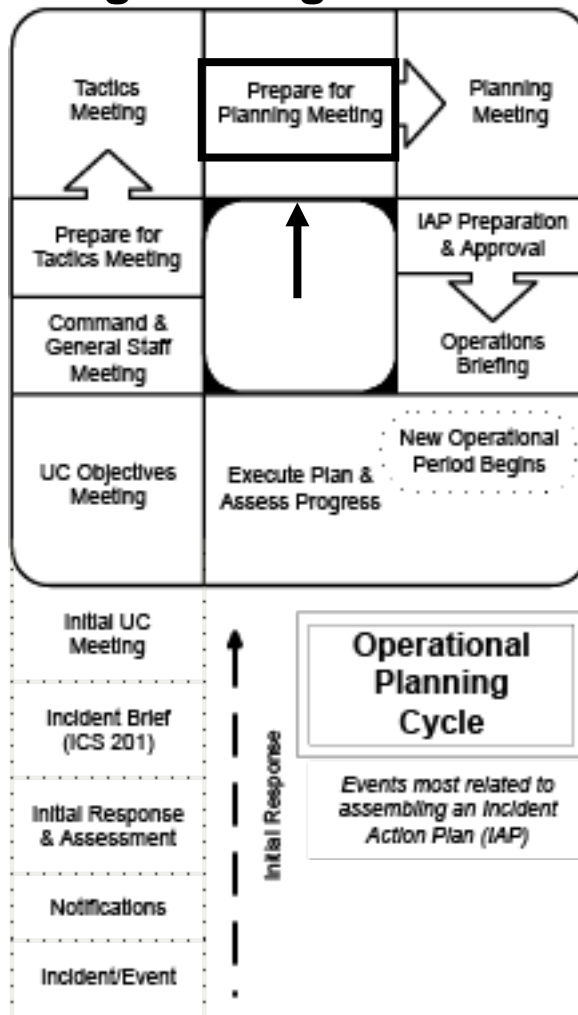 Tactics
Meeting
Prepare for
Planning Meeting
Planning
Meeting
Prepare for
Tactics Meeting
IAP Preparation
& Approval
Command &
General Staff
Meeting
Operations
Briefing
UC Objectives
Meeting
Execute Plan &
Assess Progress
New Operational
Period Begins
Initial UC
Meeting
Incident Brief
(ICS 201)
Initial Response
& Assessment
Notifications
Incident/Event
Initial Response
Operational
Planning
Cycle
Events most related to
assembling an Incident
Action Plan (IAP)